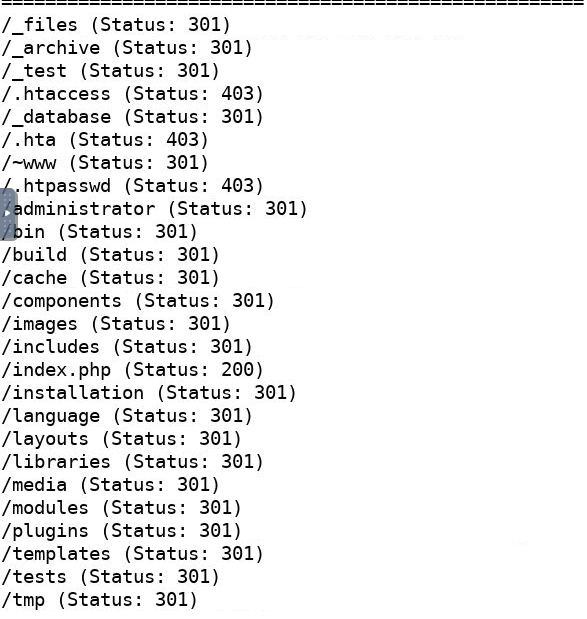 ===============================================================
/_files (Status: 301)
/_archive (Status: 301)
/_test (Status: 301)
/.htaccess (Status: 403)
/_database (Status: 301)
/.hta (Status: 403)
/~www (Status: 301)
/.htpasswd (Status: 403)
/administrator (Status: 301)
/bin (Status: 301)
/build (Status: 301)
/cache (Status: 301)
/components (Status: 301)
/images (Status: 301)
/includes (Status: 301)
/index.php (Status: 200)
/installation (Status: 301)
/language (Status: 301)
/layouts (Status: 301)
/libraries (Status: 301)
/media (Status: 301)
/modules (Status: 301)
/plugins (Status: 301)
/templates (Status: 301)
/tests (Status: 301)
/tmp (Status: 301)